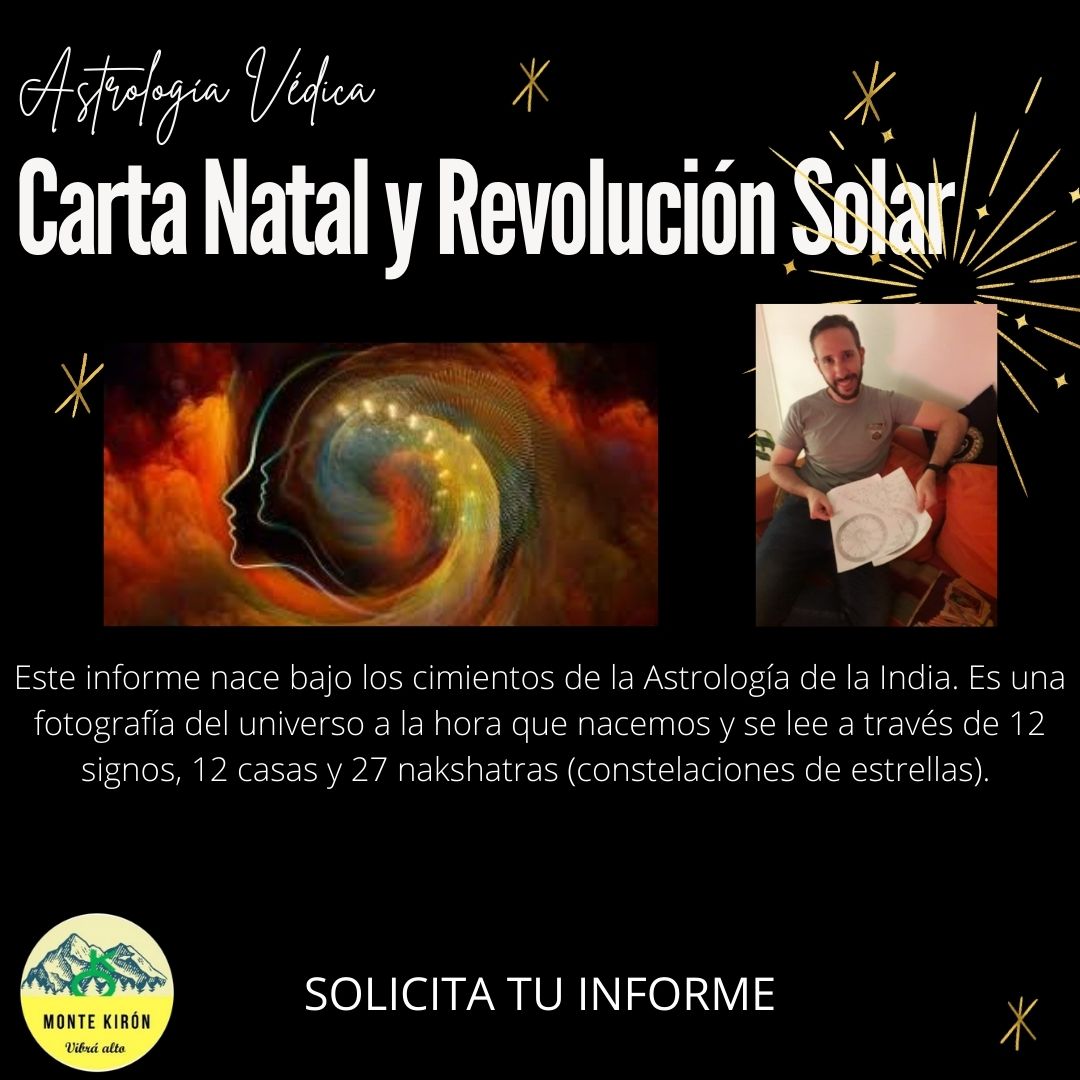 Astrología Védica
Carta Natal y Revolución Solar
Este informe nace bajo los cimientos de la Astrología de la India. Es una
fotografía del universo a la hora que nacemos y se lee a través de 12
signos, 12 casas y 27 nakshatras (constelaciones de estrellas).
SOLICITA TU INFORME
MONTE KIRÓN
Vibrá alto